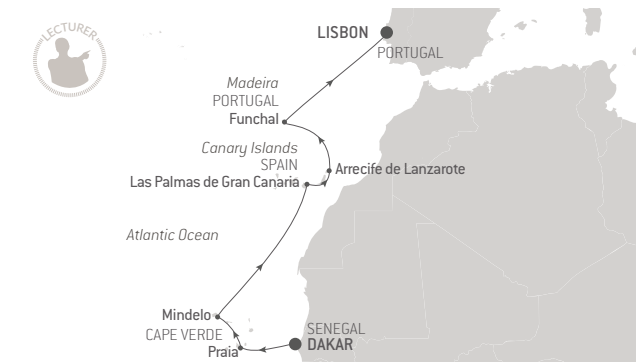 LECTURER
LISBON
PORTUGAL
Madeira
PORTUGAL
Funchal
Canary Islands
SPAIN
Arrecife de Lanzarote
Las Palmas de Gran Canaria
Atlantic Ocean
Mindelo
CAPE VERDE
Praia
SENEGAL
DAKAR